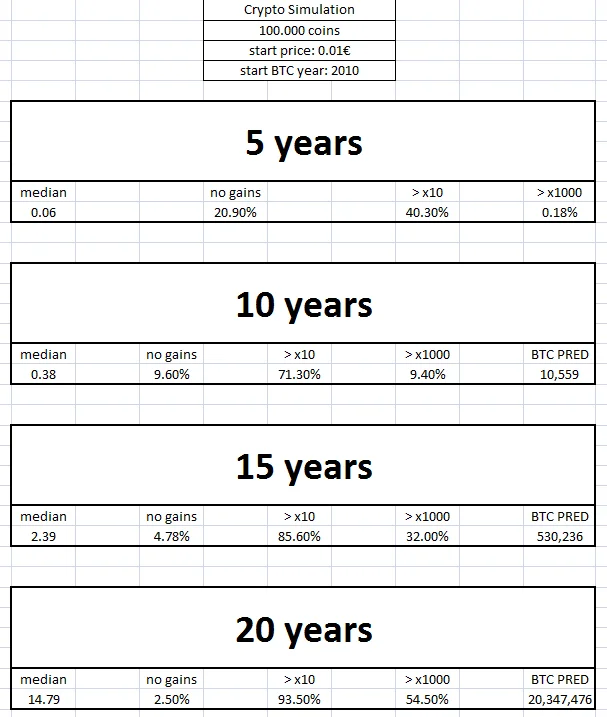 Crypto Simulation
100.000 coins
start price: 0.01€
start BTC year: 2010
5 years
median no gains > x10 > x1000
0.06 20.90% 40.30% 0.18%
10 years
median no gains > x10 > x1000 BTC PRED
0.38 9.60% 71.30% 9.40% 10,559
15 years
median no gains > x10 > x1000 BTC PRED
2.39 4.78% 85.60% 32.00% 530,236
20 years
median no gains > x10 > x1000 BTC PRED
14.79 2.50% 93.50% 54.50% 20,347,476